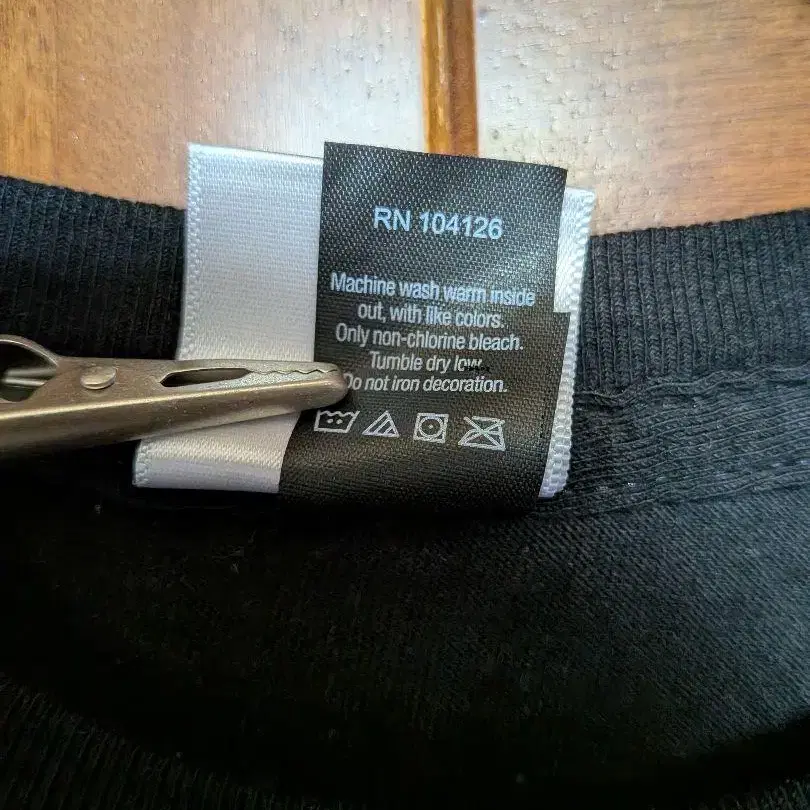 RN 104126
Machine wash warm inside
out, with like colors.
Only non-chlorine bleach.
Tumble dry low.
Do not iron decoration.